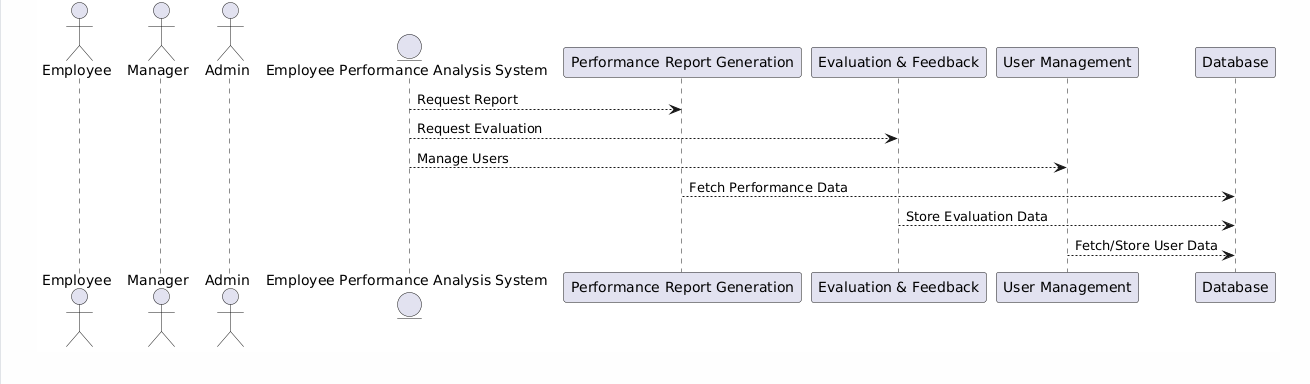 Employee
Manager
Admin
Employee Performance Analysis System
Performance Report Generation
Evaluation & Feedback
User Management
Database
Request Report
Request Evaluation
Manage Users
Fetch Performance Data
Store Evaluation Data
Fetch/Store User Data
Employee
Manager
Admin
Employee Performance Analysis System
Performance Report Generation
Evaluation & Feedback
User Management
Database